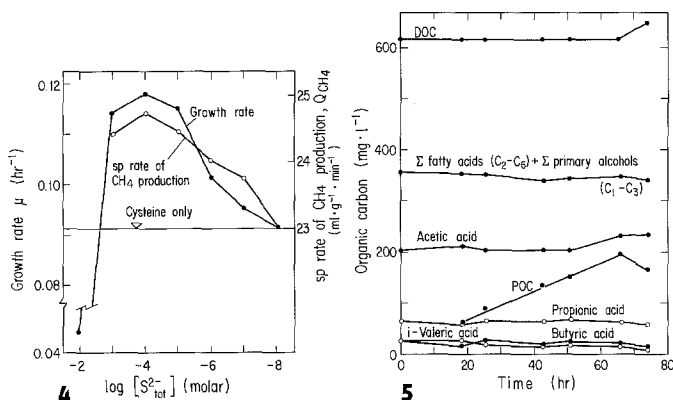 0.12
0.10
0.08
0.04
Growth rate μ (hr⁻¹)
25
24
23
sp rate of CH4 production, QCH4
(ml·g⁻¹·min⁻¹)
Growth rate
sp rate of
CH4 production
Cysteine only
-2 -3 -4 -5 -6 -7 -8
log [S²⁻tot] (molar)
4
600
400
200
0
Organic carbon (mg·l⁻¹)
DOC
Σ fatty acids (C2-C6) + Σ primary alcohols
(C1-C3)
Acetic acid
POC
Propionic acid
i-Valeric acid Butyric acid
0 20 40 60 80
Time (hr)
5